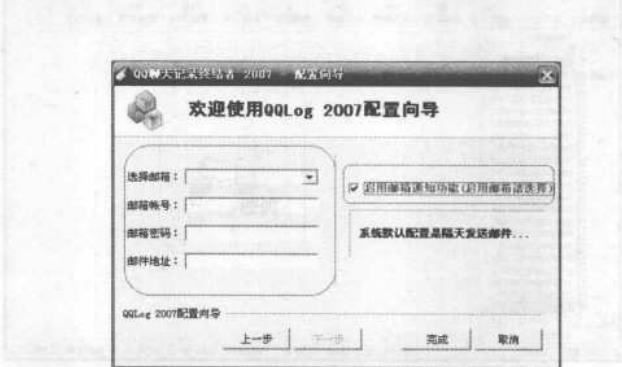 QQ聊天记录终结者 2007 - 配置向导
欢迎使用QQLog 2007配置向导
选择邮箱：
邮箱帐号：
邮箱密码：
邮件地址：
启用邮箱通知功能(启用邮箱请选择)
系统默认配置是隔天发送邮件...
QQLog 2007配置向导
上一步
下一步
完成
取消